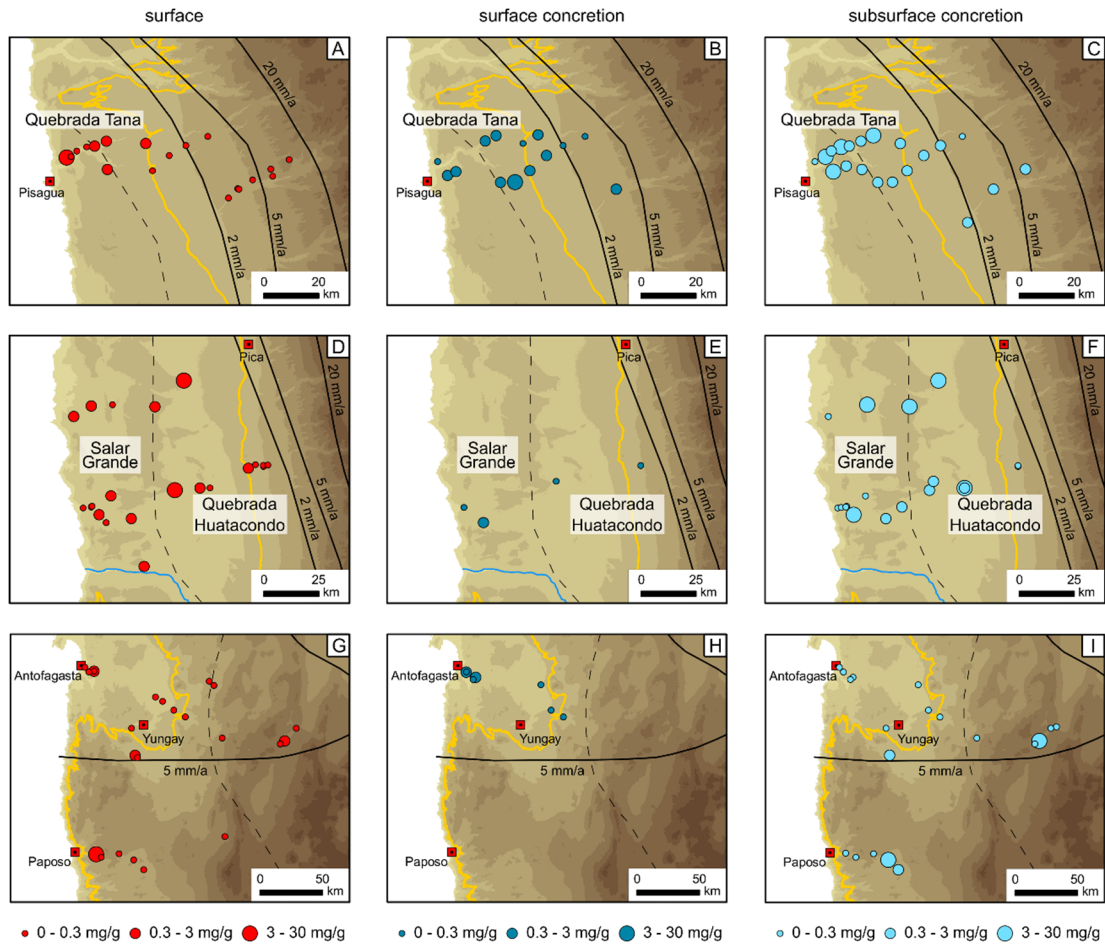 surface
surface concretion
subsurface concretion
A
20 mm/a
Quebrada Tana
Pisagua
2 mm/a
5 mm/a
0 20
km
B
20 mm/a
Quebrada Tana
Pisagua
2 mm/a
5 mm/a
0 20
km
C
20 mm/a
Quebrada Tana
Pisagua
2 mm/a
5 mm/a
0 20
km
D
Pica
20 mm/a
Salar
Grande
Quebrada
Huatacondo
5 mm/a
2 mm/a
0 25
km
E
Pica
20 mm/a
Salar
Grande
Quebrada
Huatacondo
5 mm/a
2 mm/a
0 25
km
F
Pica
20 mm/a
Salar
Grande
Quebrada
Huatacondo
5 mm/a
2 mm/a
0 25
km
G
Antofagasta
Yungay
5 mm/a
Paposo
0 50
km
H
Antofagasta
Yungay
5 mm/a
Paposo
0 50
km
I
Antofagasta
Yungay
5 mm/a
Paposo
0 50
km
0 - 0.3 mg/g 0.3 - 3 mg/g 3 - 30 mg/g
0 - 0.3 mg/g 0.3 - 3 mg/g 3 - 30 mg/g
0 - 0.3 mg/g 0.3 - 3 mg/g 3 - 30 mg/g